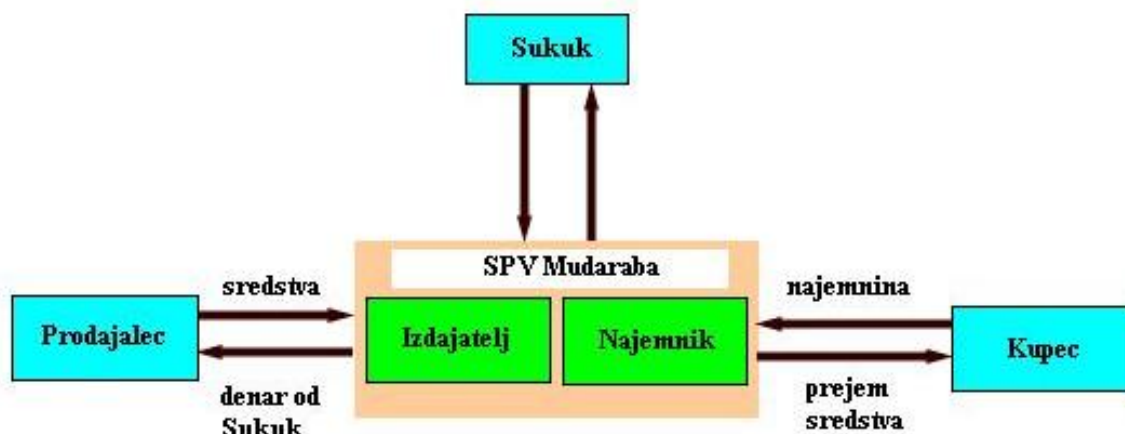 Sukuk
SPV Mudaraba
sredstva
najemnina
Prodajalec
Izdajatelj
Najemnik
Kupec
denar od
Sukuk
prejem
sredstva